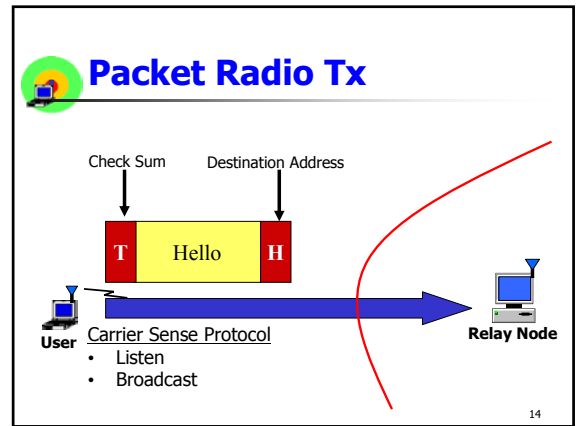 Packet Radio Tx
Check Sum
Destination Address
T
Hello
H
User
Carrier Sense Protocol
• Listen
• Broadcast
Relay Node
14